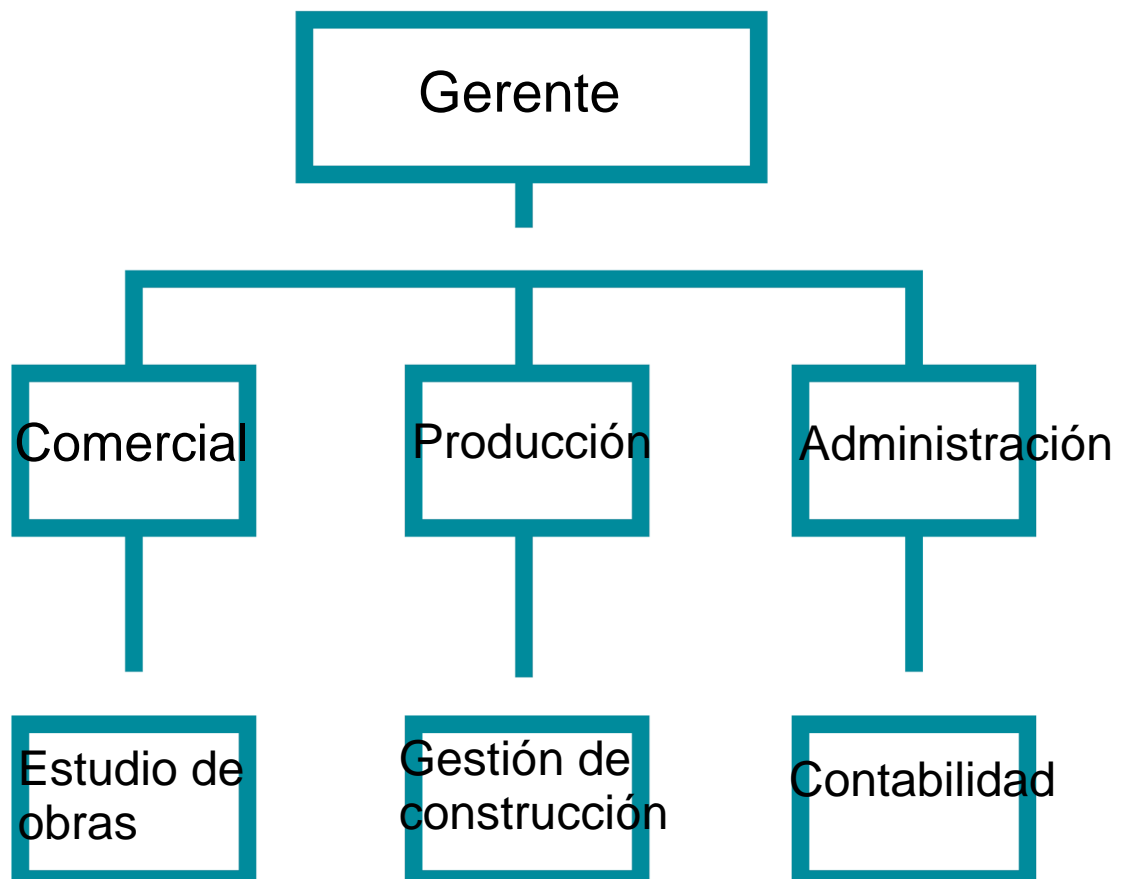 Gerente
Comercial
Producción
Administración
Estudio de
obras
Gestión de
construcción
Contabilidad